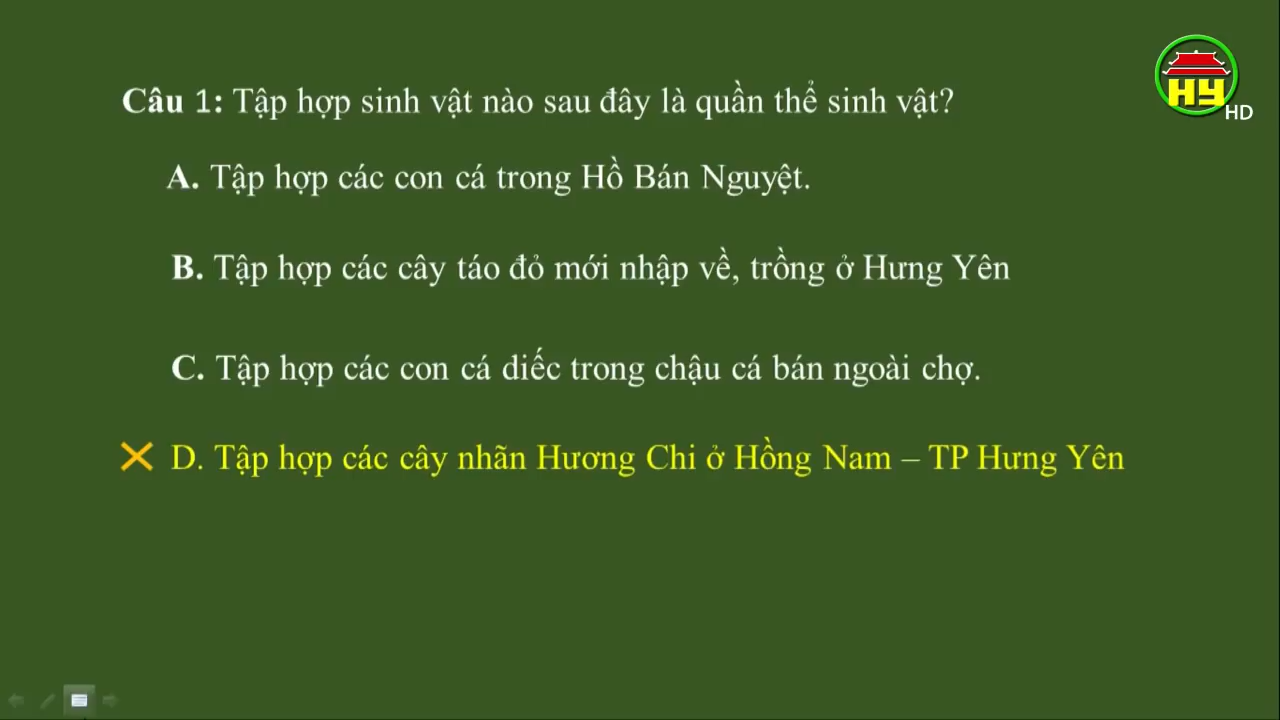 HY HD
Câu 1: Tập hợp sinh vật nào sau đây là quần thể sinh vật?
A. Tập hợp các con cá trong Hồ Bán Nguyệt.
B. Tập hợp các cây táo đỏ mới nhập về, trồng ở Hưng Yên
C. Tập hợp các con cá diếc trong chậu cá bán ngoài chợ.
D. Tập hợp các cây nhãn Hương Chi ở Hồng Nam – TP Hưng Yên